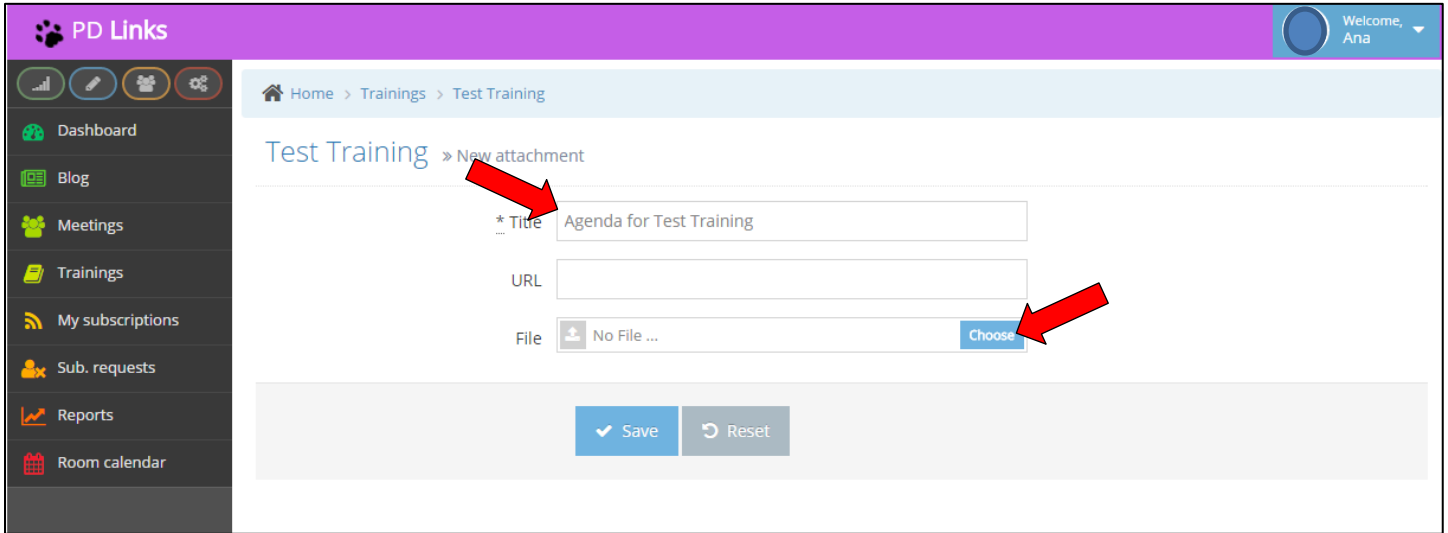 PD Links
Welcome,
Ana
Home > Trainings > Test Training
Dashboard
Blog
Meetings
Trainings
My subscriptions
Sub. requests
Reports
Room calendar
Test Training » New attachment
* Title Agenda for Test Training
URL
File No File ... Choose
Save Reset